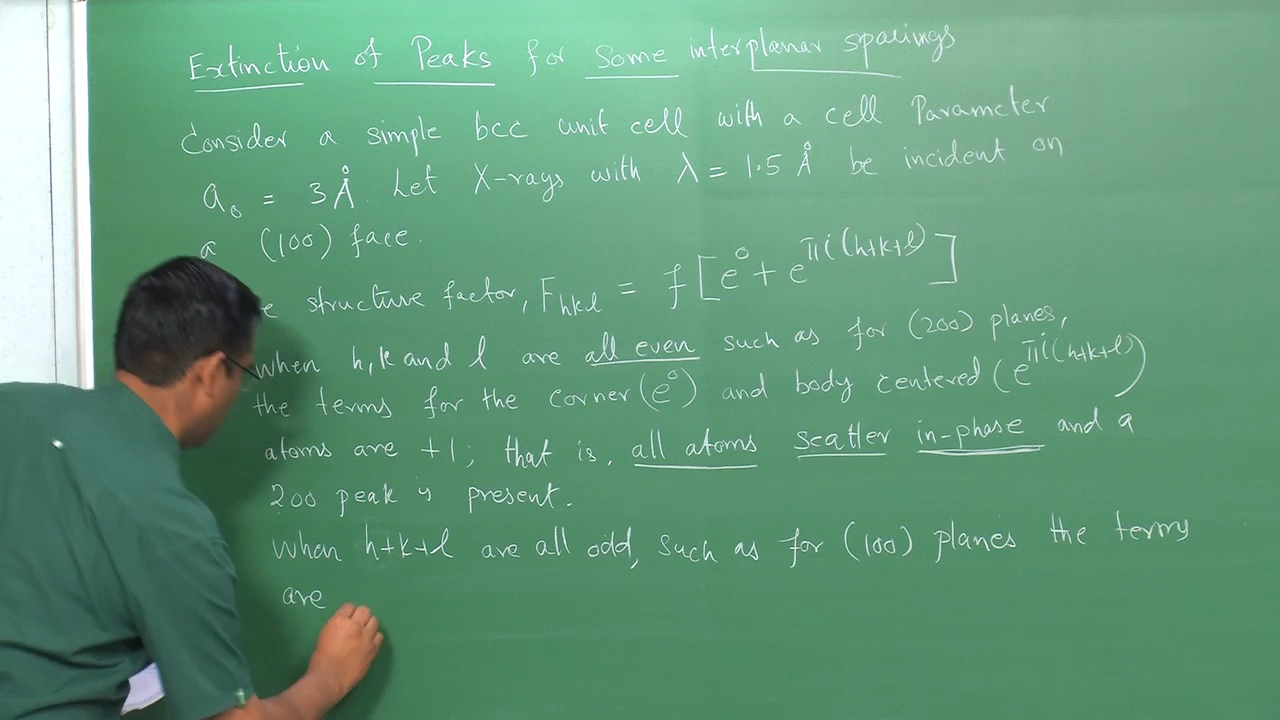 Extinction of Peaks for Some interplanar spacings
Consider a simple bcc unit cell with a cell Parameter
a₀ = 3 Å. Let X-rays with λ = 1.5 Å be incident on
a (100) face.
e structure factor, F_hkl = f [e⁰ + e^πi(h+k+l)]
when h, k and l are all even such as for (200) planes,
the terms for the corner (e⁰) and body centered (e^πi(h+k+l))
atoms are +1; that is, all atoms scatter in-phase and a
200 peak is present.
When h+k+l are all odd, such as for (100) planes the terms
are